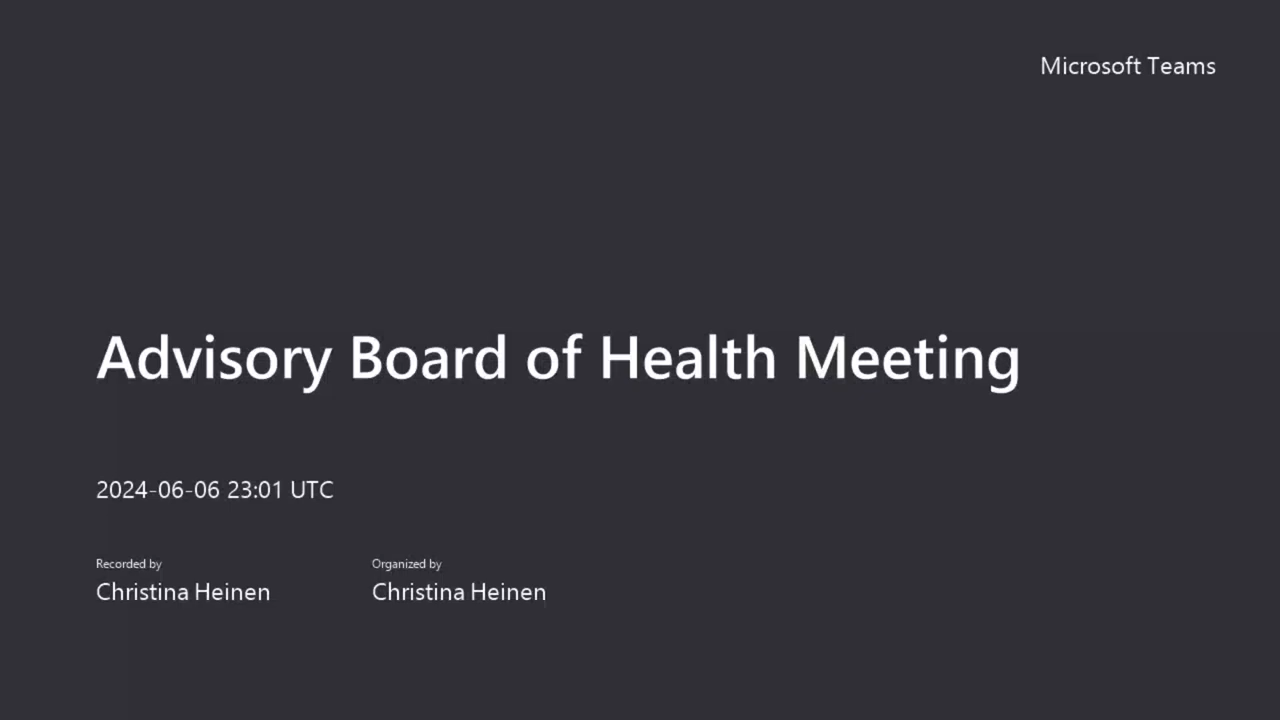 Microsoft Teams
Advisory Board of Health Meeting
2024-06-06 23:01 UTC
Recorded by
Christina Heinen
Organized by
Christina Heinen